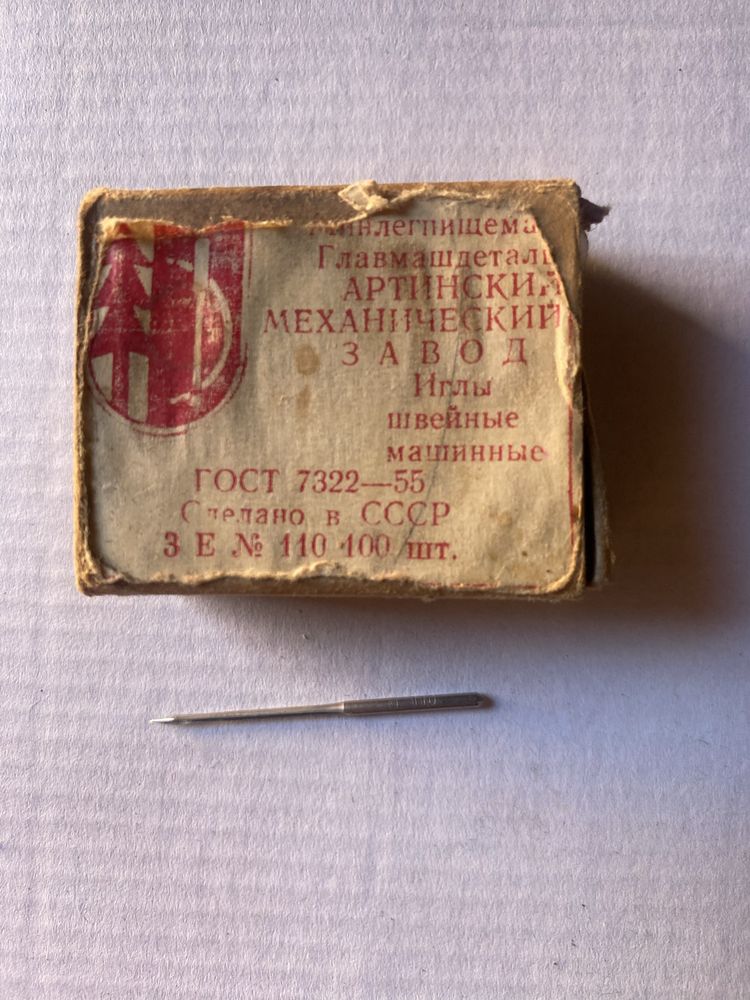 Главмашдеталь
АРТИНСКИЙ
МЕХАНИЧЕСКИЙ
ЗАВОД
Иглы
швейные
машинные
ГОСТ 7322—55
Сделано в СССР
3 Е № 110 100 шт.